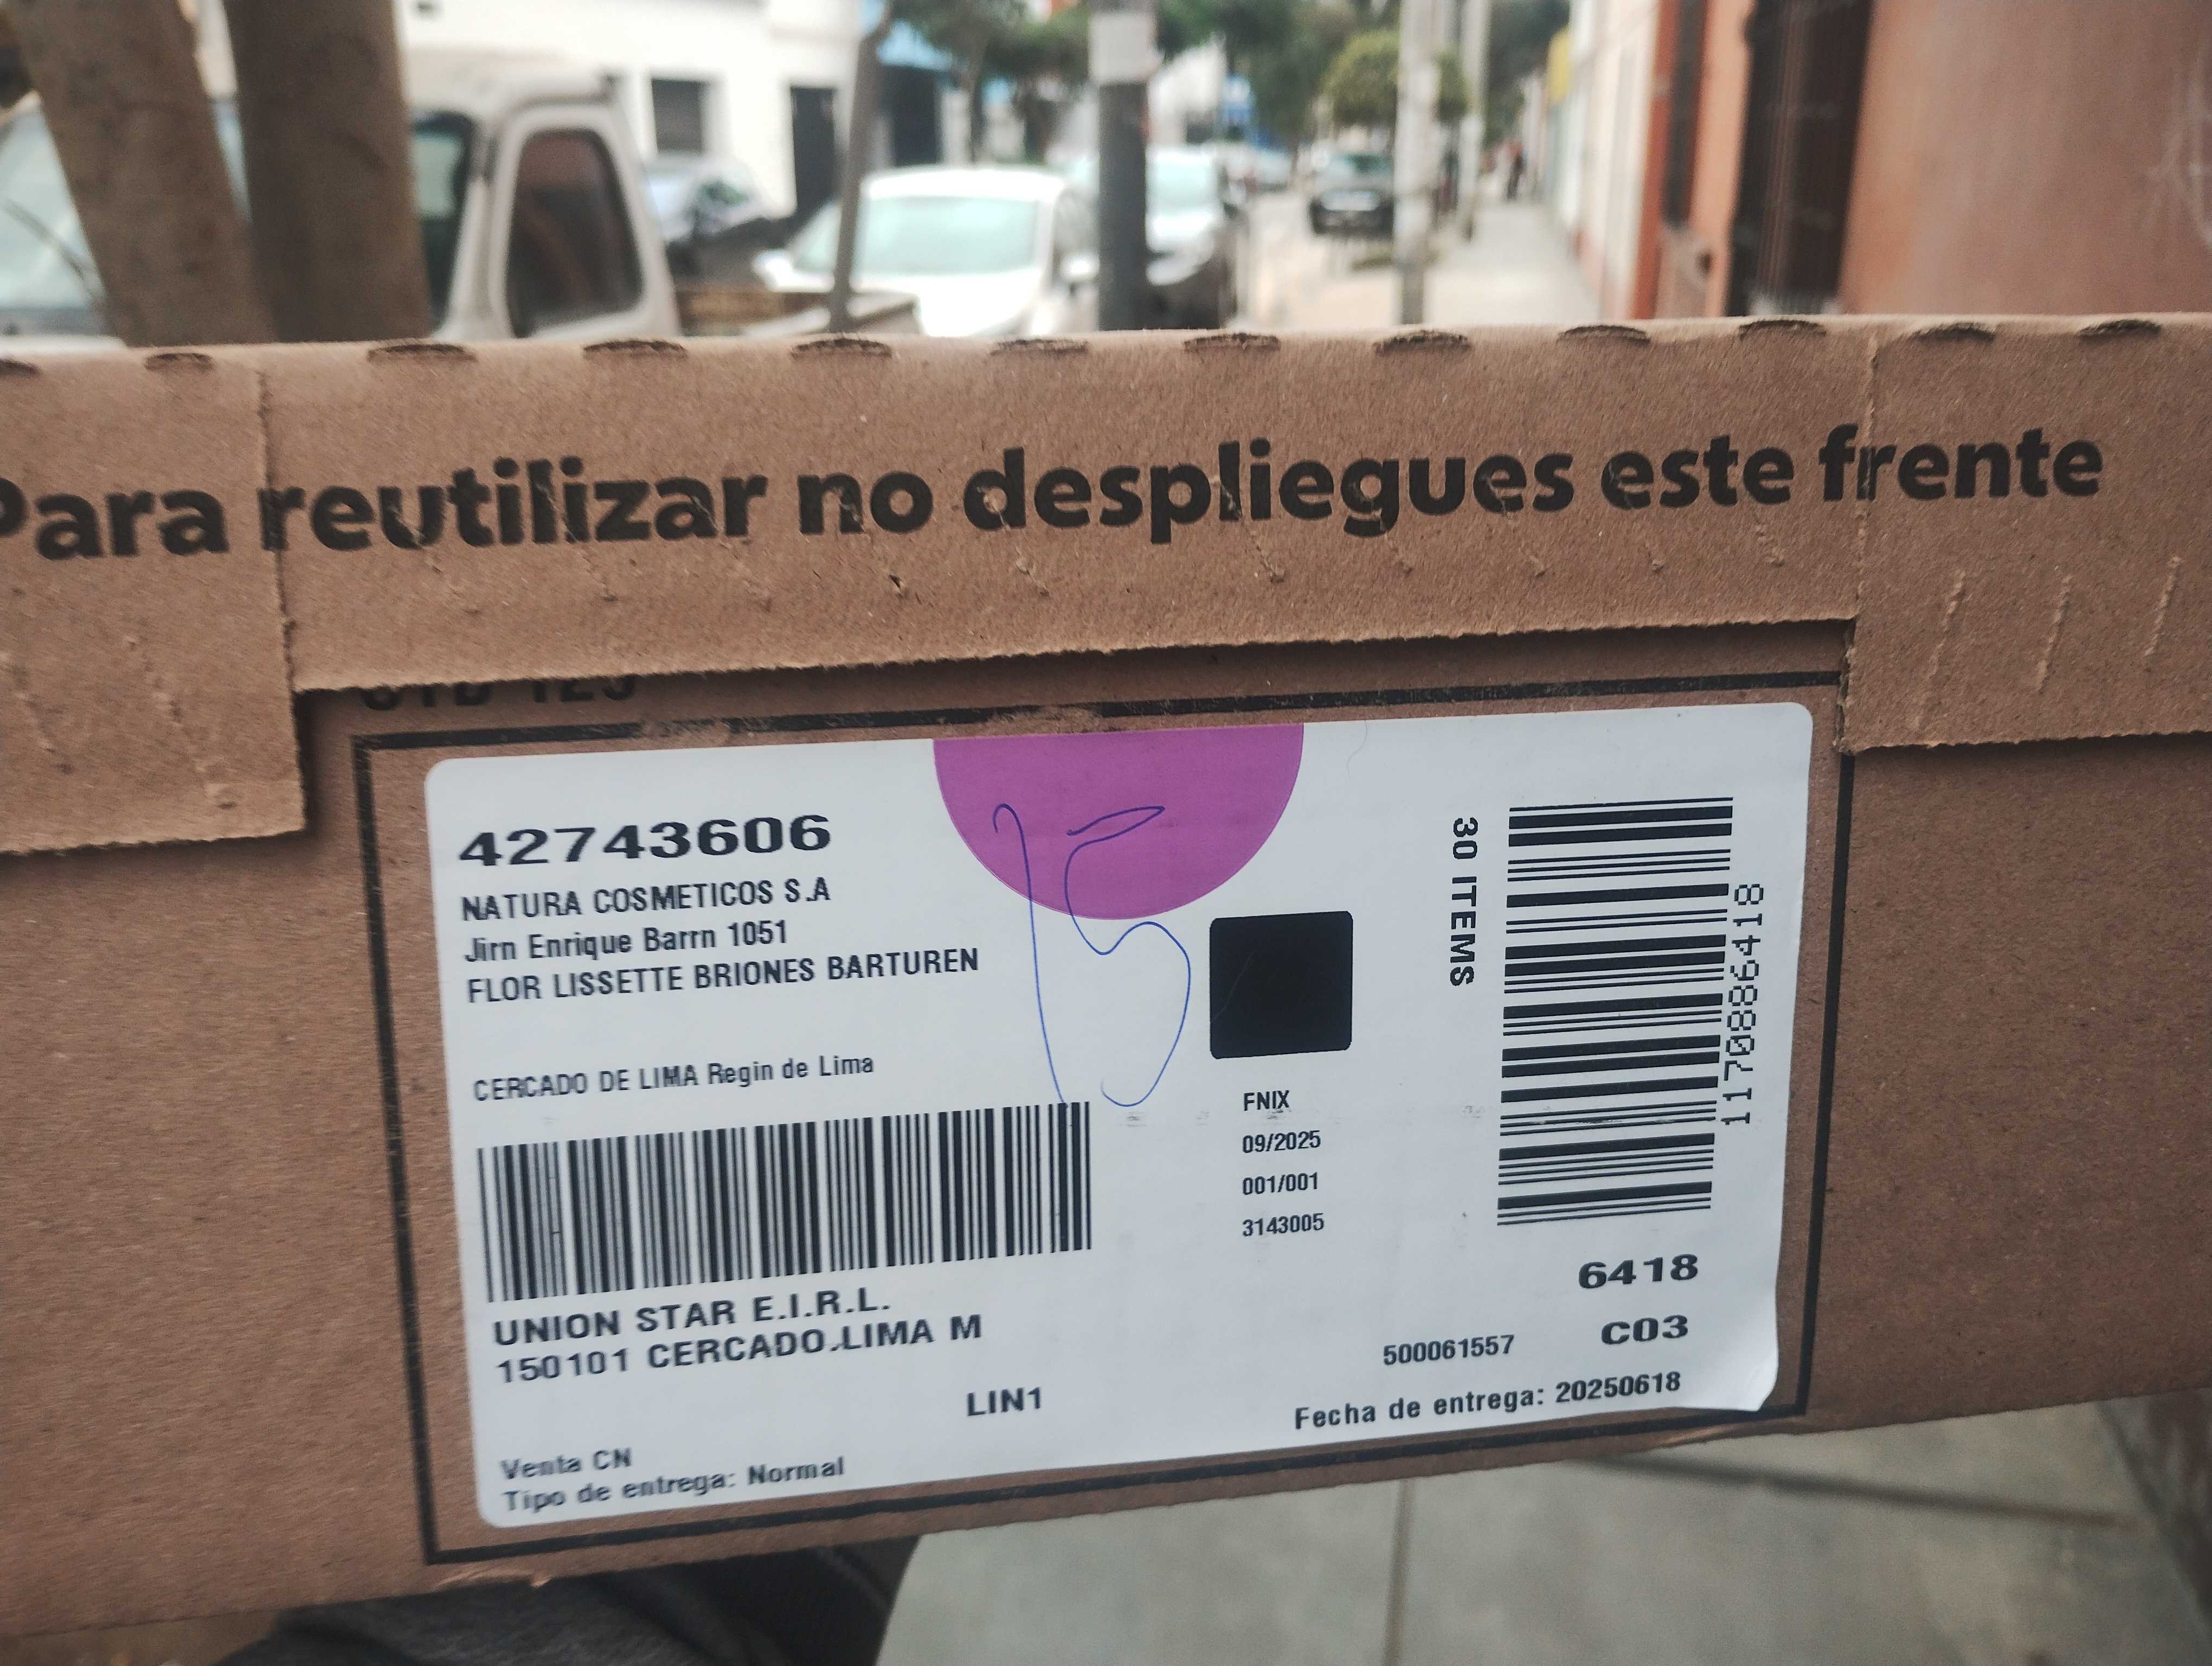 Para reutilizar no despliegues este frente
42743606
NATURA COSMETICOS S.A
Jirn Enrique Barrn 1051
FLOR LISSETTE BRIONES BARTUREN
CERCADO DE LIMA Regin de Lima
UNION STAR E.I.R.L.
150101 CERCADO.LIMA M
LIN1
Venta CN
Tipo de entrega: Normal
FNIX
09/2025
001/001
3143005
30 ITEMS
1170886418
6418
C03
500061557
Fecha de entrega: 20250618